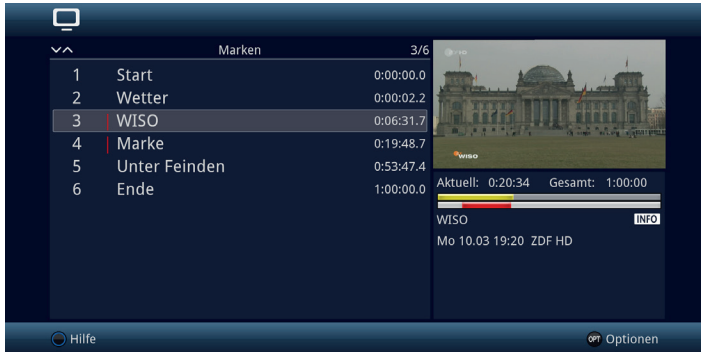 Marken 3/6
1 Start 0:00:00.0
2 Wetter 0:00:02.2
3 WISO 0:06:31.7
4 Marke 0:19:48.7
5 Unter Feinden 0:53:47.4
6 Ende 1:00:00.0
WISO
Aktuell: 0:20:34 Gesamt: 1:00:00
WISO INFO
Mo 10.03 19:20 ZDF HD
Hilfe
OPT Optionen